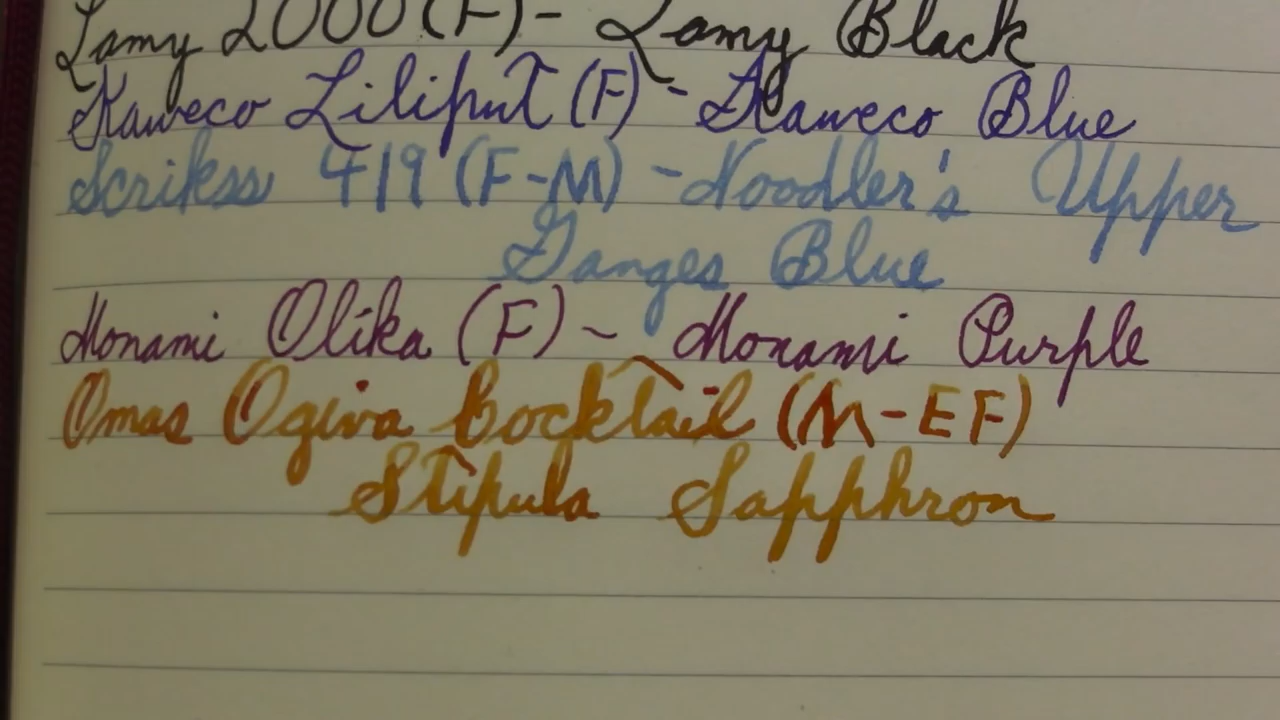 Lamy 2000 (F) - Lamy Black
Kaweco Liliput (F) - Kaweco Blue
Scrikss 419 (F-M) - Noodler's Upper
Ganges Blue
Monami Olika (F) - Monami Purple
Omas Ogiva Cocktail (M-EF)
Stipula Sapphron